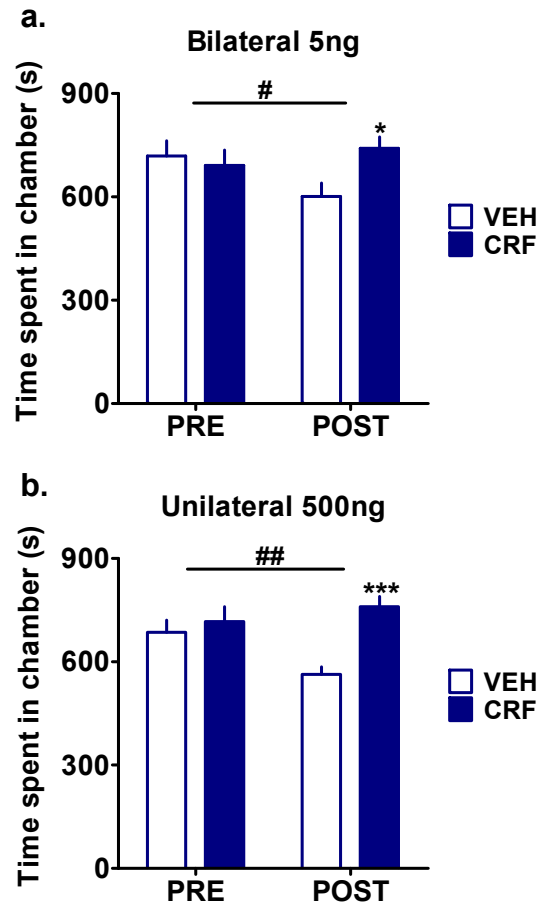 a.
Bilateral 5ng
Time spent in chamber (s)
900
600
300
0
#
*
PRE
POST
VEH
CRF
b.
Unilateral 500ng
Time spent in chamber (s)
900
600
300
0
##
***
PRE
POST
VEH
CRF